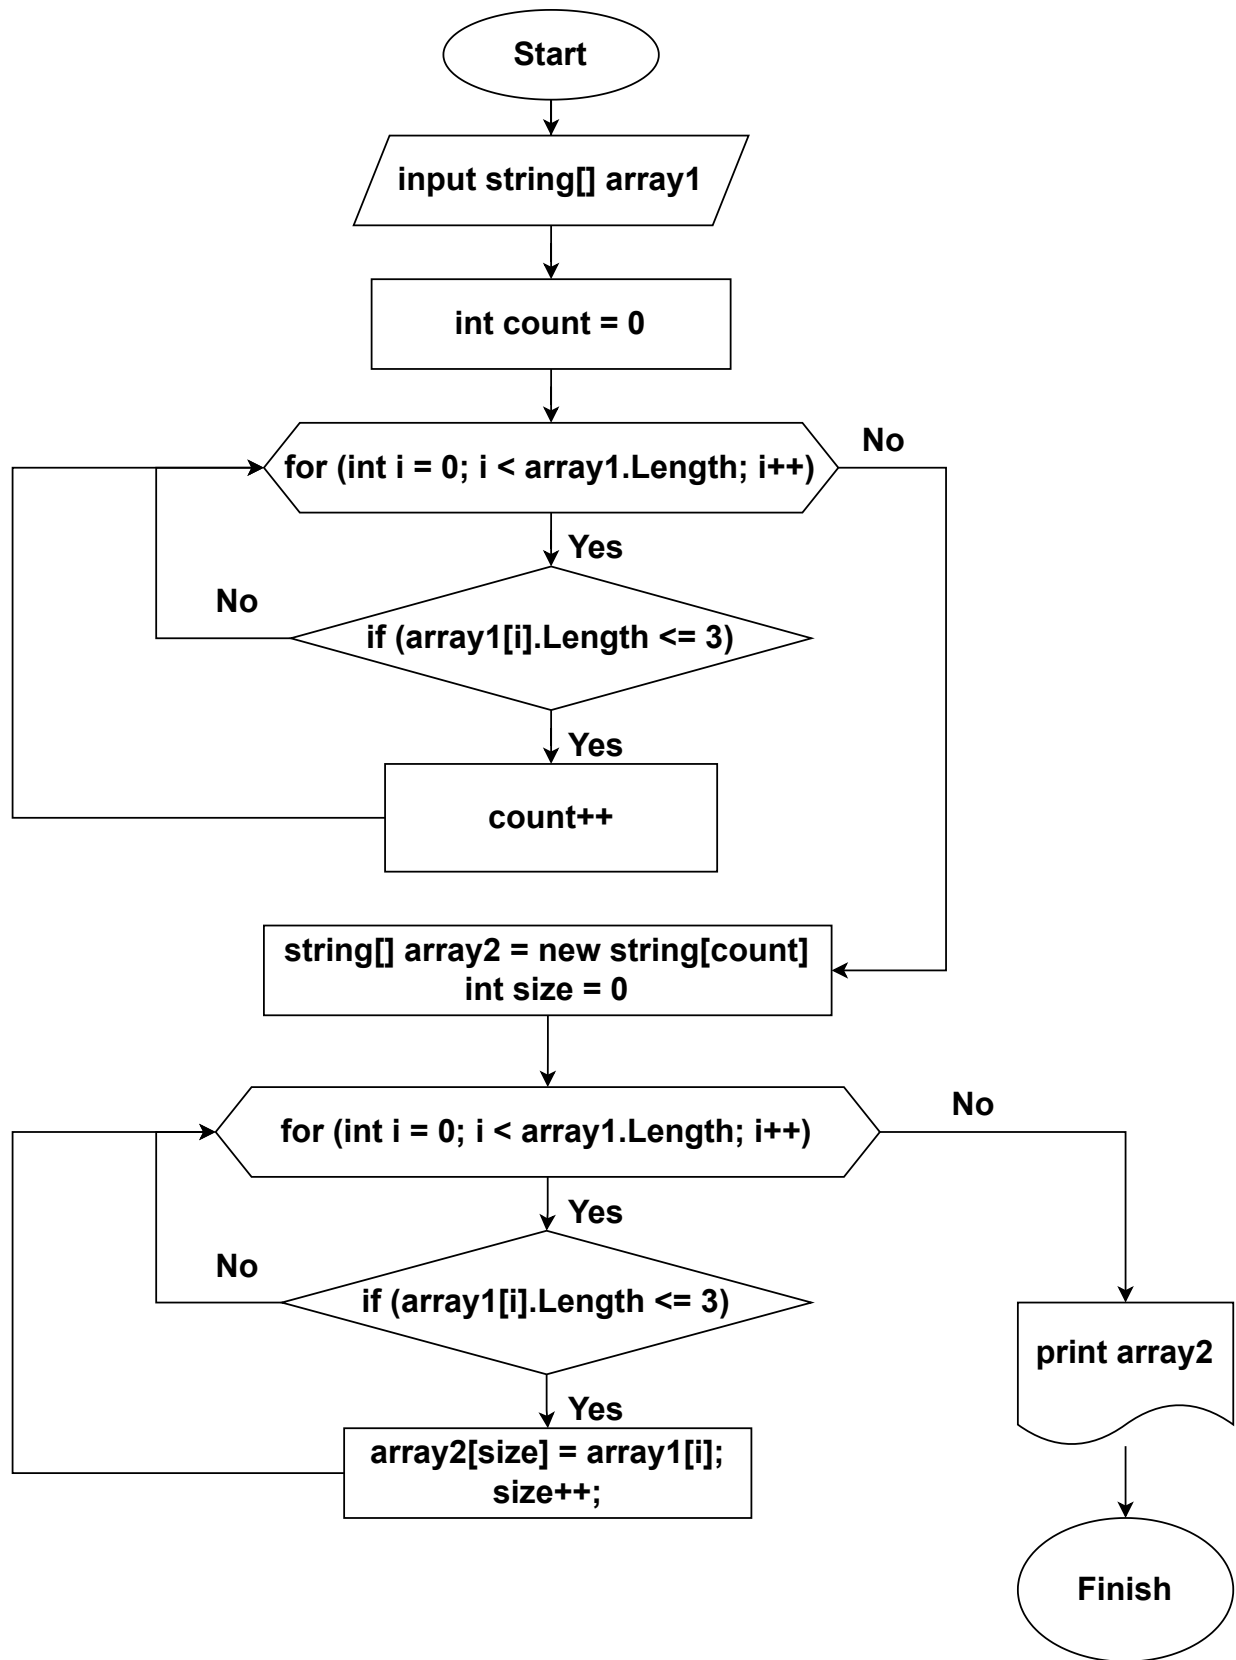 Start
input string[] array1
int count = 0
for (int i = 0; i < array1.Length; i++)
No
Yes
No
if (array1[i].Length <= 3)
Yes
count++
string[] array2 = new string[count]
int size = 0
for (int i = 0; i < array1.Length; i++)
No
Yes
No
if (array1[i].Length <= 3)
Yes
array2[size] = array1[i];
size++;
print array2
Finish